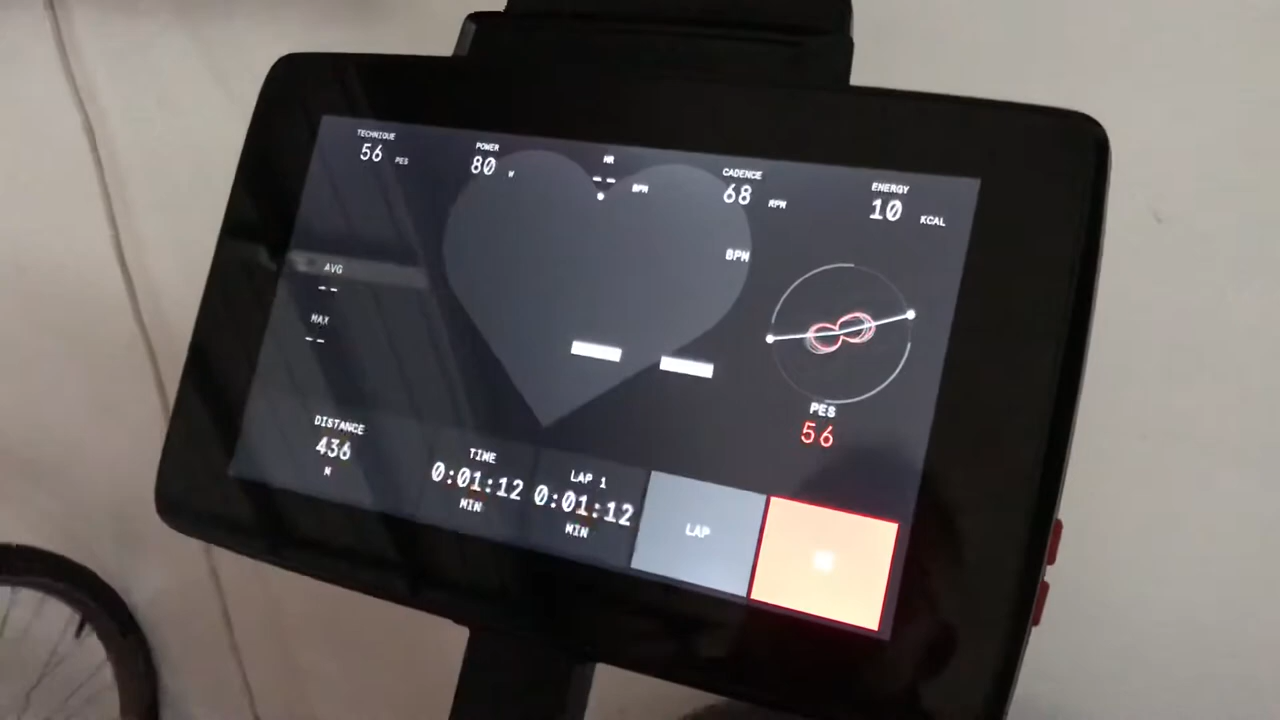 TECHNIQUE
56 PES
POWER
80 W
HR
-- BPM
CADENCE
68 RPM
ENERGY
10 KCAL
AVG
--
MAX
--
BPM
--
PES
56
DISTANCE
436
M
TIME
0:01:12
MIN
LAP 1
0:01:12
MIN
LAP